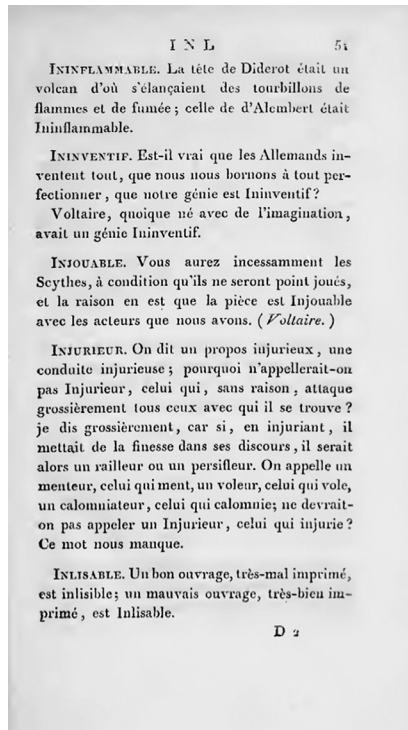 INL 51
ININFLAMMABLE. La tête de Diderot était un
volcan d'où s'élançaient des tourbillons de
flammes et de fumée ; celle de d'Alembert était
Ininflammable.
ININVENTIF. Est-il vrai que les Allemands in-
ventent tout, que nous nous bornons à tout per-
fectionner, que notre génie est Ininventif ?
Voltaire, quoique né avec de l'imagination,
avait un génie Ininventif.
INJOUABLE. Vous aurez incessamment les
Scythes, à condition qu'ils ne seront point joués,
et la raison en est que la pièce est Injouable
avec les acteurs que nous avons. (Voltaire.)
INJURIEUR. On dit un propos injurieux, une
conduite injurieuse ; pourquoi n'appellerait-on
pas Injurieur, celui qui, sans raison, attaque
grossièrement tous ceux avec qui il se trouve ?
je dis grossièrement, car si, en injuriant, il
mettait de la finesse dans ses discours, il serait
alors un railleur ou un persifleur. On appelle un
menteur, celui qui ment, un voleur, celui qui vole,
un calomniateur, celui qui calomnie; ne devrait-
on pas appeler un Injurieur, celui qui injurie ?
Ce mot nous manque.
INLISABLE. Un bon ouvrage, très-mal imprimé,
est inlisible; un mauvais ouvrage, très-bien im-
primé, est Inlisable.
D 2